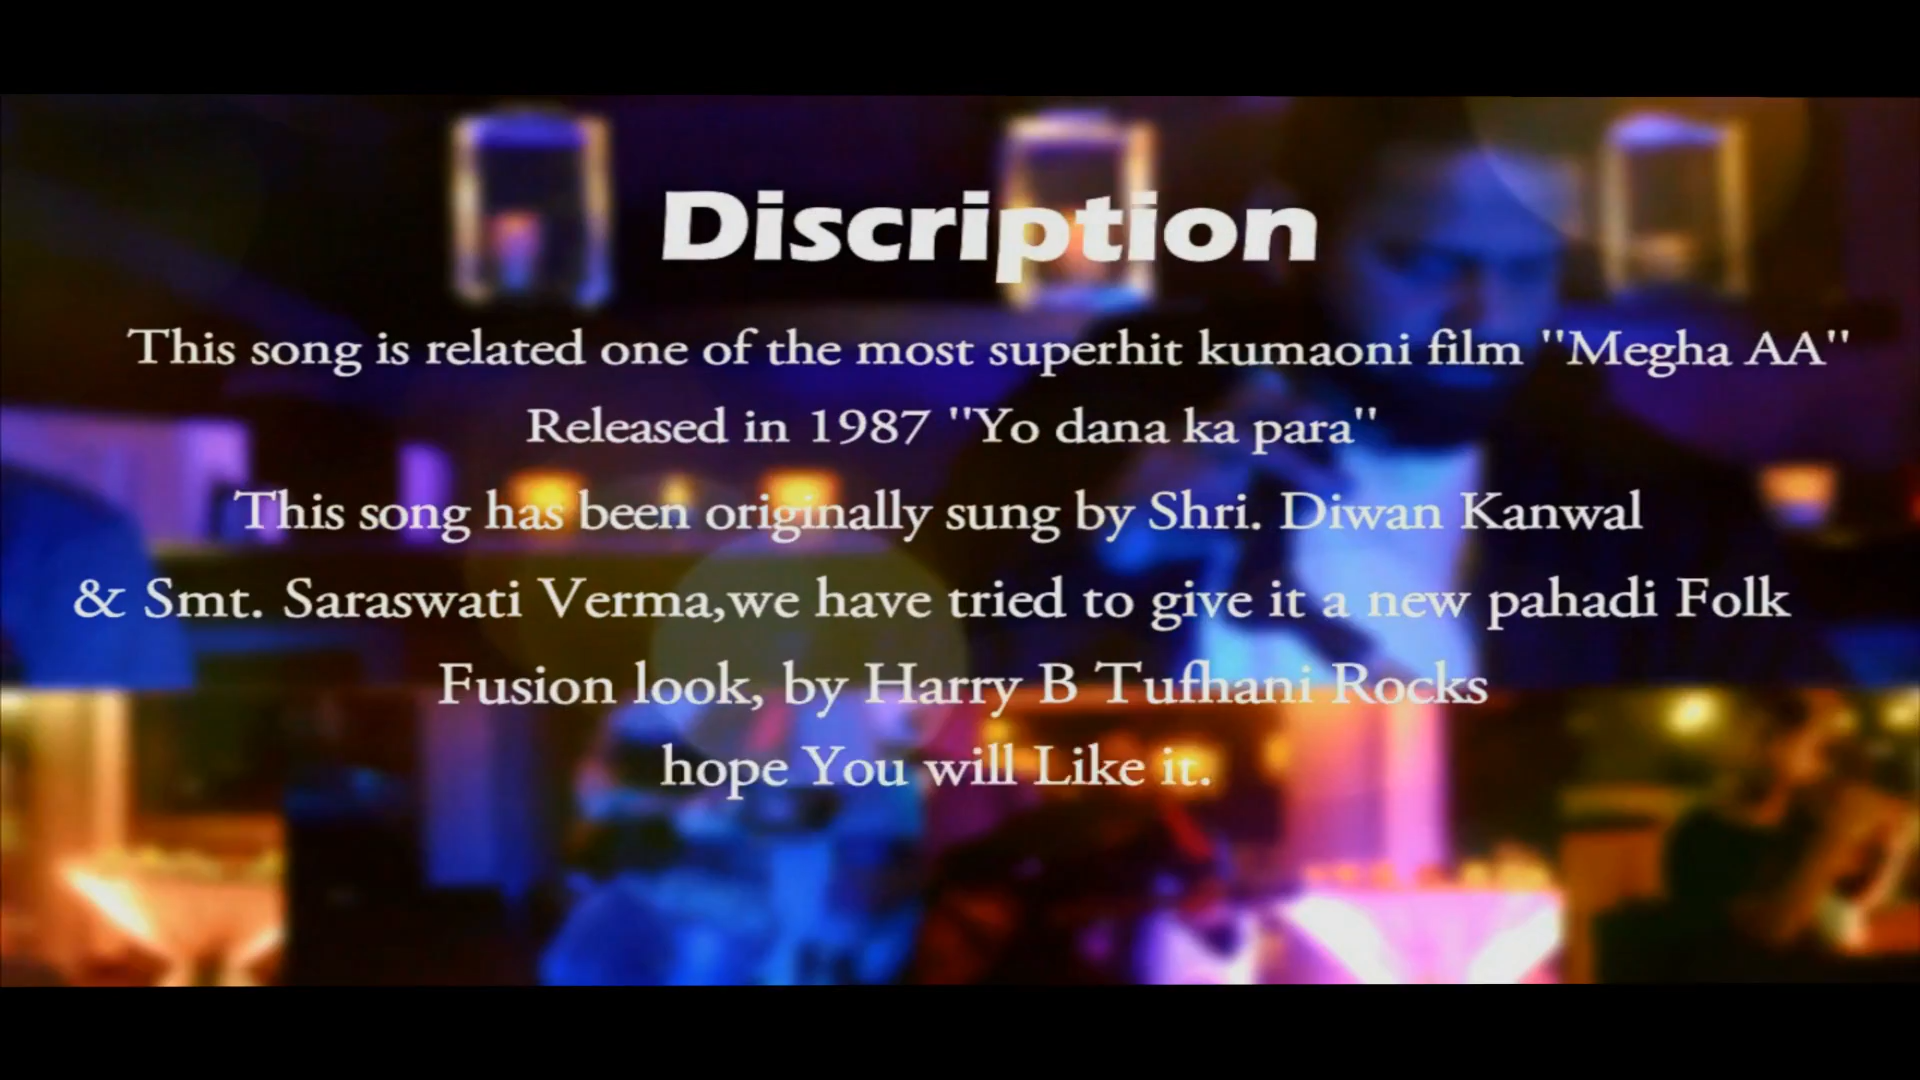 Discription
This song is related one of the most superhit kumaoni film "Megha AA"
Released in 1987 "Yo dana ka para"
This song has been originally sung by Shri. Diwan Kanwal
& Smt. Saraswati Verma,we have tried to give it a new pahadi Folk
Fusion look, by Harry B Tufhani Rocks
hope You will Like it.